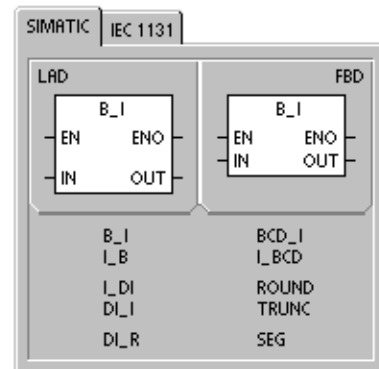 SIMATIC IEC 1131
LAD FBD
B_I B_I
EN ENO EN ENO
IN OUT IN OUT
B_I BCD_I
I_B I_BCD
I_DI ROUND
DI_I TRUNC
DI_R SEG